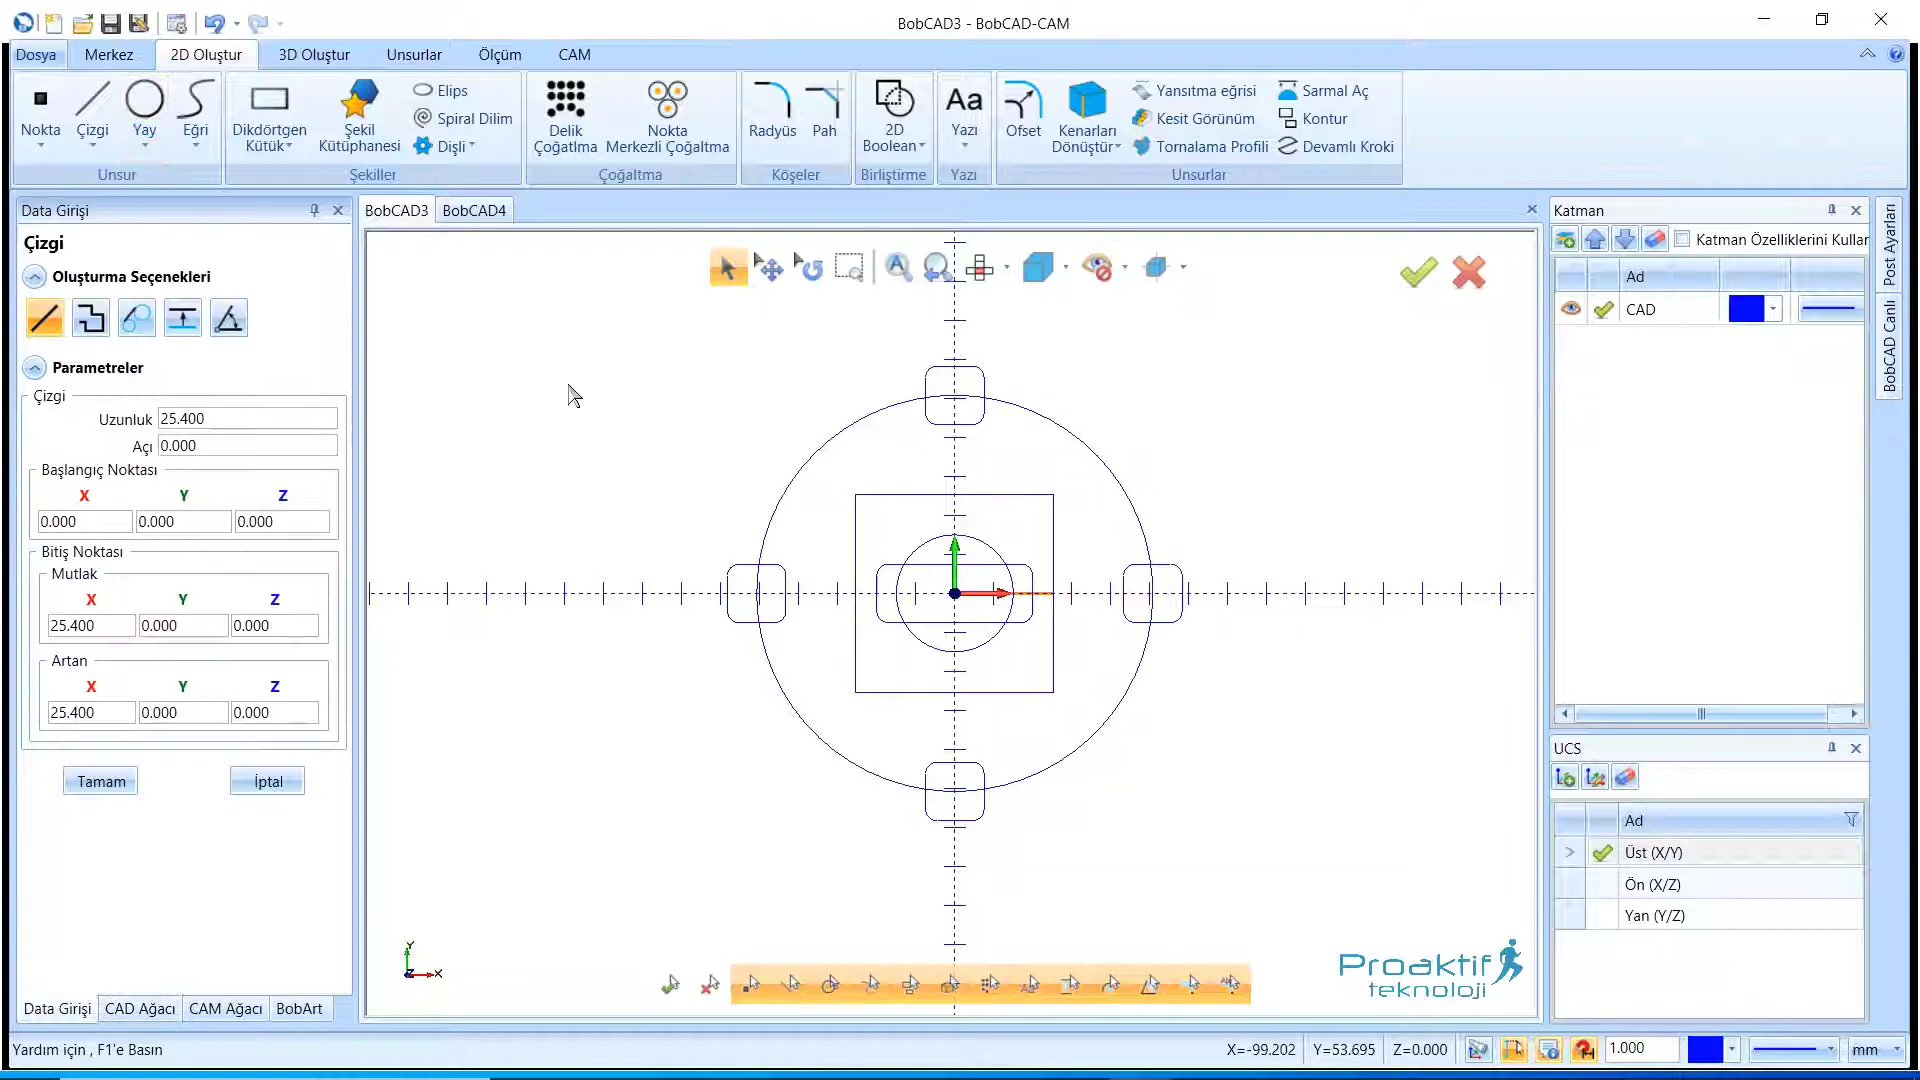 BobCAD3 - BobCAD-CAM
Dosya
Merkez
2D Oluştur
3D Oluştur
Unsurlar
Ölçüm
CAM
Nokta
Çizgi
Yay
Eğri
Unsur
Dikdörtgen
Kütük
Şekil
Kütüphanesi
Elips
Spiral Dilim
Dişli
Şekiller
Delik
Çoğatlma
Nokta
Merkezli Çoğaltma
Çoğaltma
Radyüs
Pah
Köşeler
2D
Boolean
Birliştirme
Aa
Yazı
Yazı
Ofset
Kenarları
Dönüştür
Yansıtma eğrisi
Kesit Görünüm
Tornalama Profili
Sarmal Aç
Kontur
Devamlı Kroki
Unsurlar
Data Girişi
Çizgi
Oluşturma Seçenekleri
Parametreler
Çizgi
Uzunluk 25.400
Açı 0.000
Başlangıç Noktası
X Y Z
0.000 0.000 0.000
Bitiş Noktası
Mutlak
X Y Z
25.400 0.000 0.000
Artan
X Y Z
25.400 0.000 0.000
Tamam
İptal
Data Girişi
CAD Ağacı
CAM Ağacı
BobArt
BobCAD3
BobCAD4
Y
Z
X
Proaktif
teknoloji
Katman
Katman Özelliklerini Kullar
Ad
CAD
UCS
Ad
Üst (X/Y)
Ön (X/Z)
Yan (Y/Z)
Post Ayarları
BobCAD Canlı
Yardım için , F1'e Basın
X=-99.202
Y=53.695
Z=0.000
1.000
mm